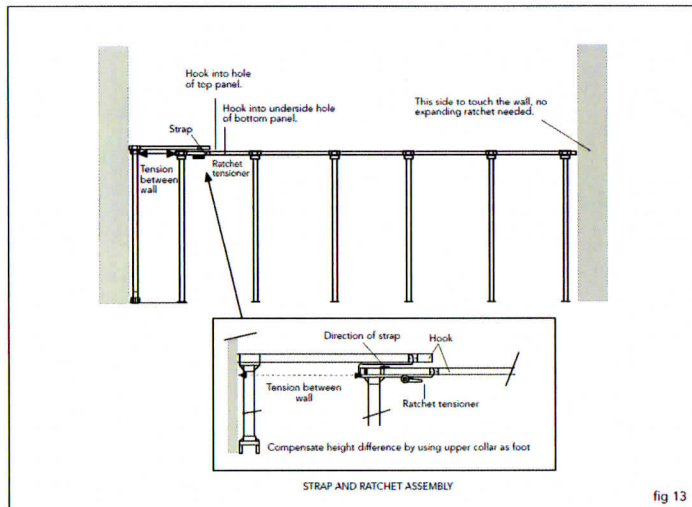 Hook into hole
of top panel.
Hook into underside hole
of bottom panel.
This side to touch the wall, no
expanding ratchet needed.
Strap
Tension
between
wall
Ratchet
tensioner
Direction of strap
Hook
Tension between
wall
Ratchet tensioner
Compensate height difference by using upper collar as foot
STRAP AND RATCHET ASSEMBLY
fig 13